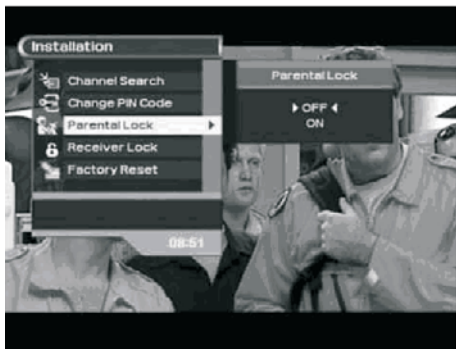 Installation
Channel Search
Change PIN Code
Parental Lock
Receiver Lock
Factory Reset
08:51
Parental Lock
OFF
ON